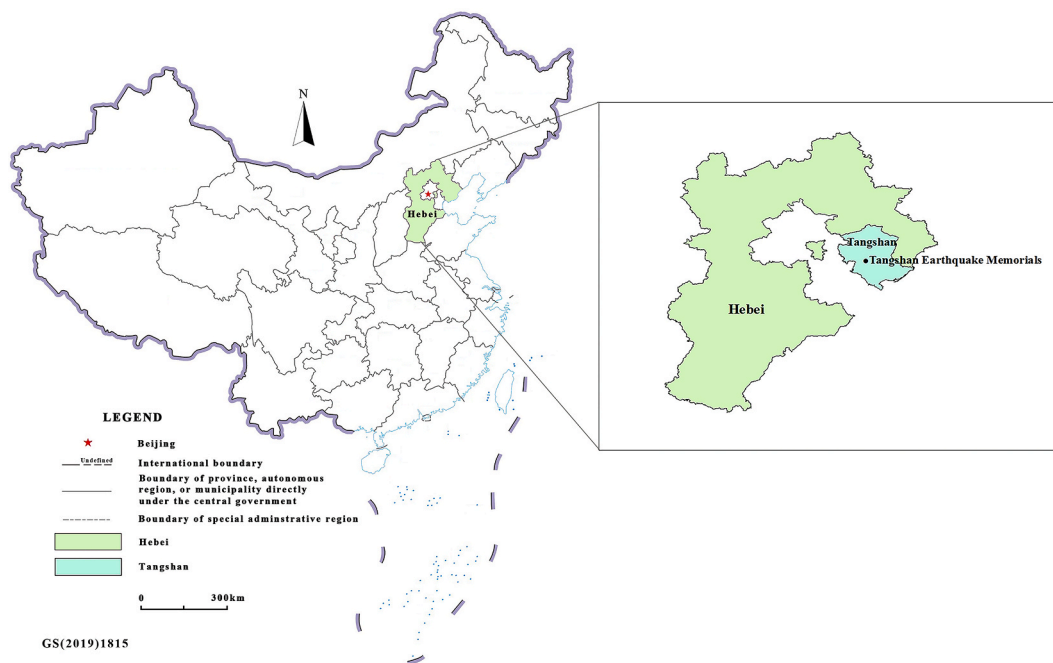 N
Hebei
Tangshan
Tangshan Earthquake Memorials
Hebei
LEGEND
Beijing
Undefined
International boundary
Boundary of province, autonomous
region, or municipality directly
under the central government
Boundary of special adminstrative region
Hebei
Tangshan
0 300km
GS(2019)1815